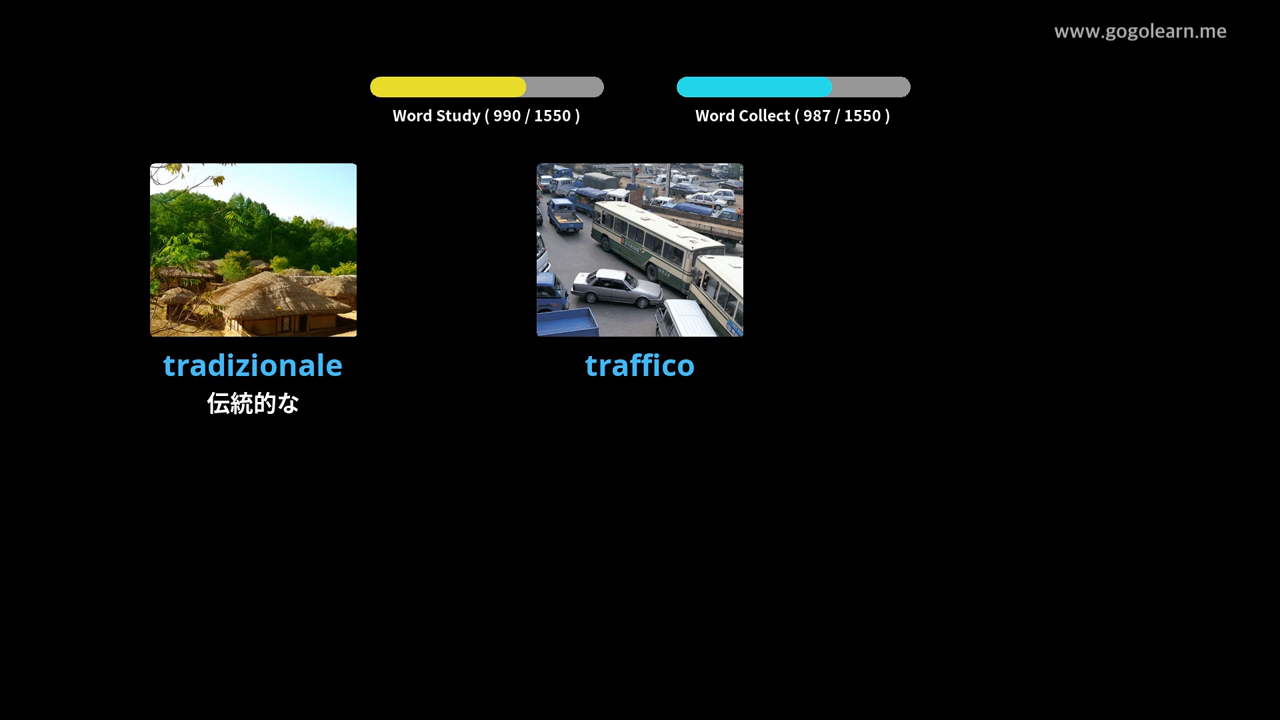 www.gogolearn.me
Word Study ( 990 / 1550 )
Word Collect ( 987 / 1550 )
tradizionale
traffico
伝統的な